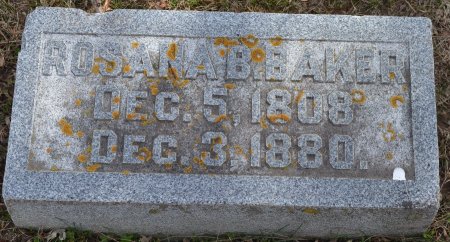 ROSANA B. BAKER
DEC. 5, 1808
DEC. 3, 1880.